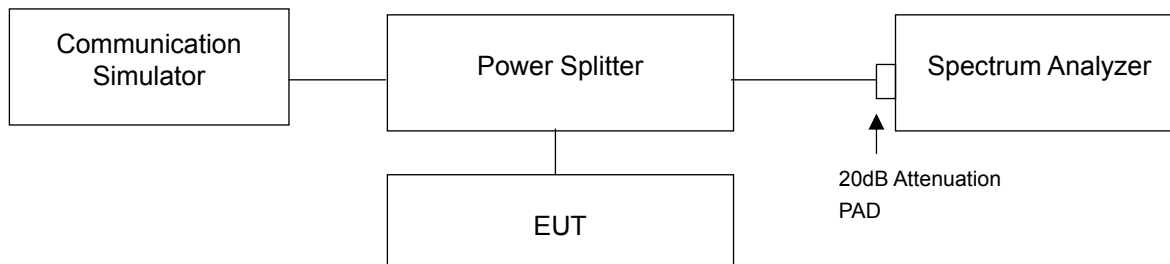 Communication
Simulator
Power Splitter
Spectrum Analyzer
20dB Attenuation
PAD
EUT